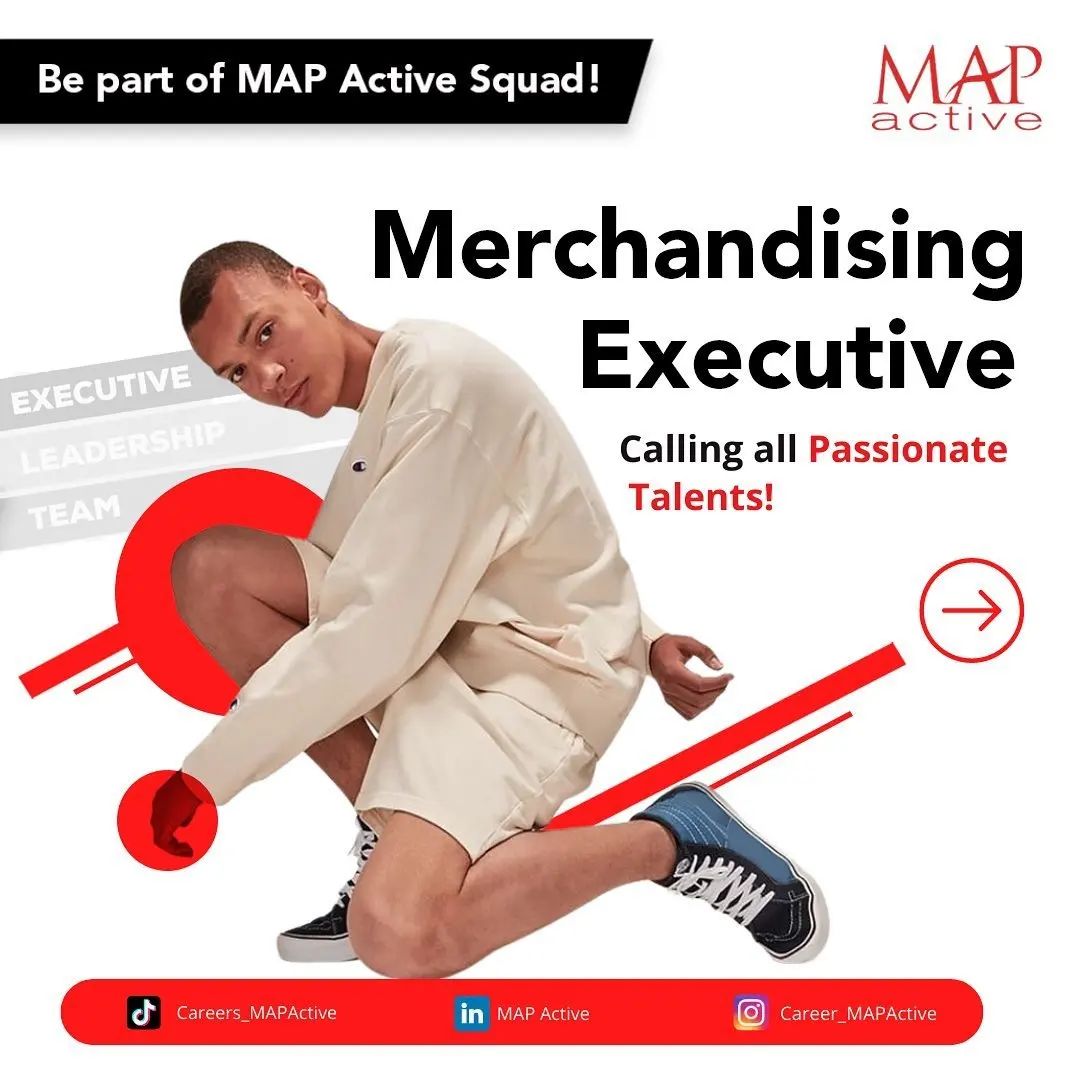 Be part of MAP Active Squad!
MAP
active
Merchandising
Executive
Calling all Passionate
Talents!
EXECUTIVE
LEADERSHIP
TEAM
Careers_MAPActive
in MAP Active
Career_MAPActive